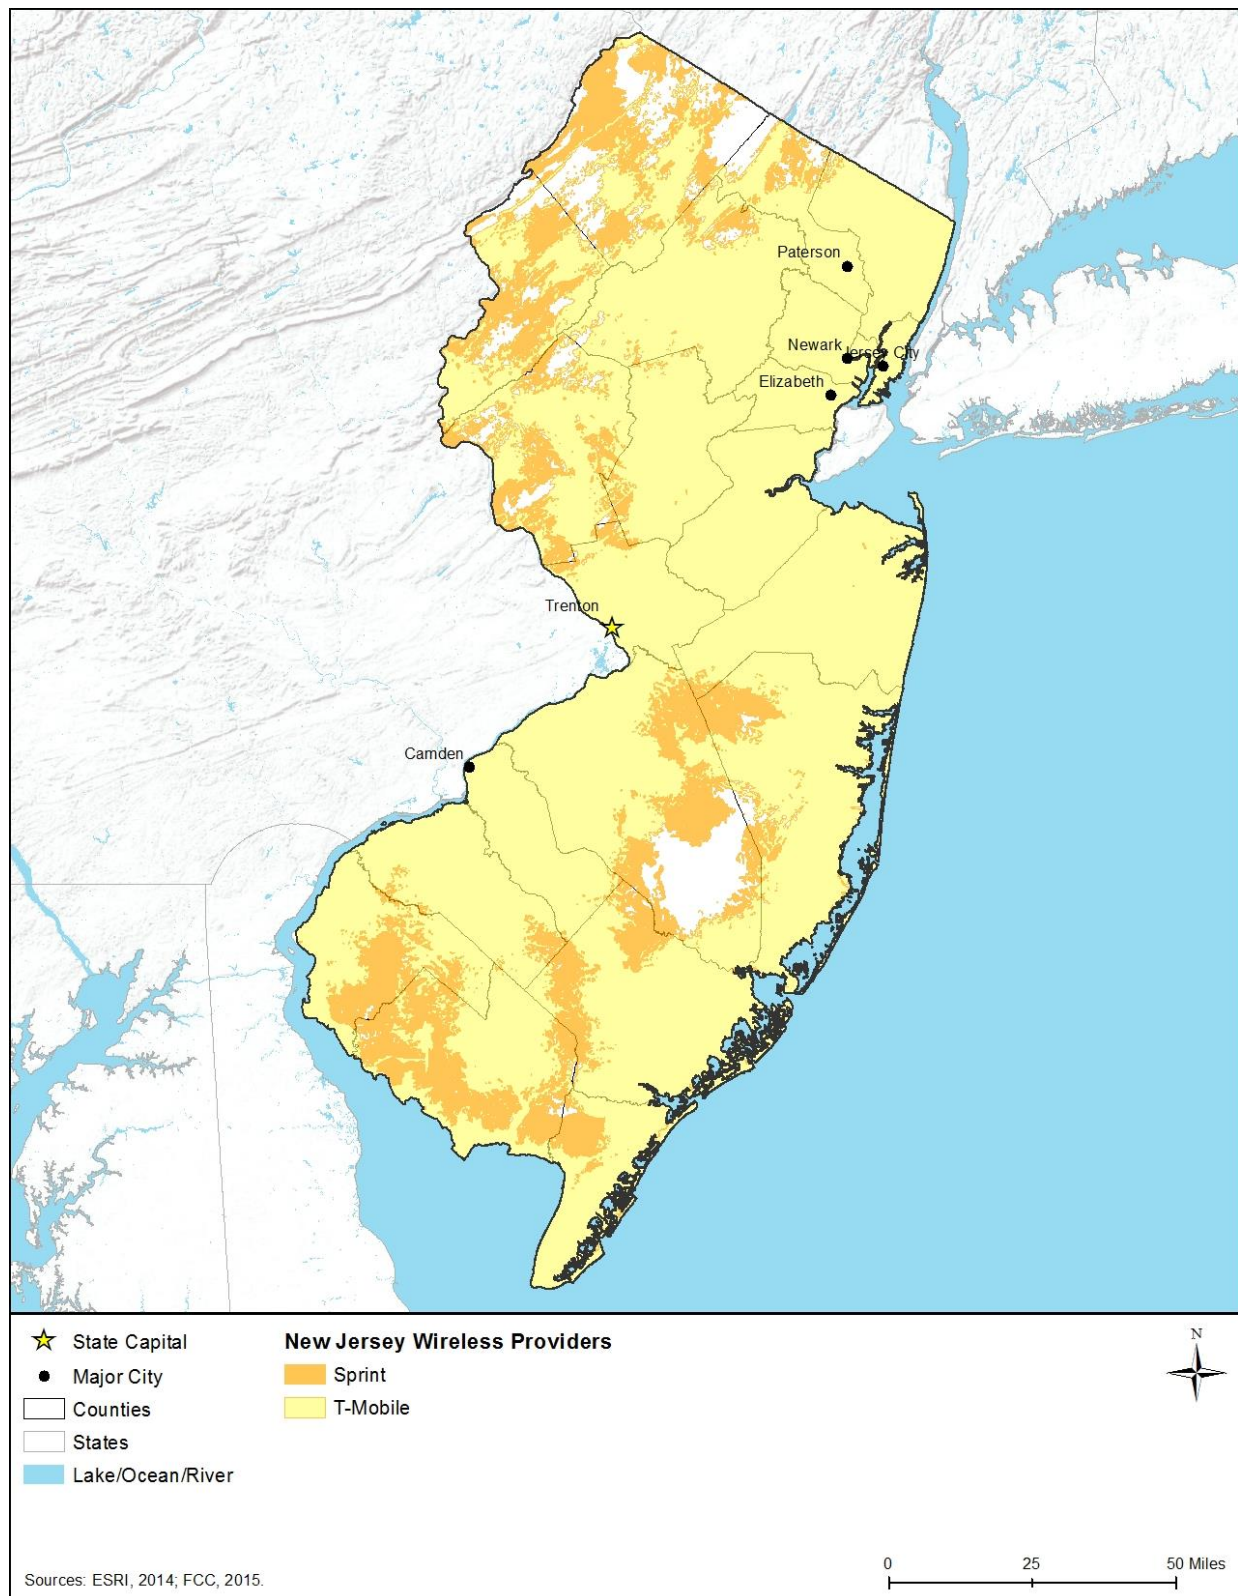 Paterson
Newark
Jersey City
Elizabeth
Trenton
Camden
State Capital
Major City
Counties
States
Lake/Ocean/River
New Jersey Wireless Providers
Sprint
T-Mobile
N
0 25 50 Miles
Sources: ESRI, 2014; FCC, 2015.